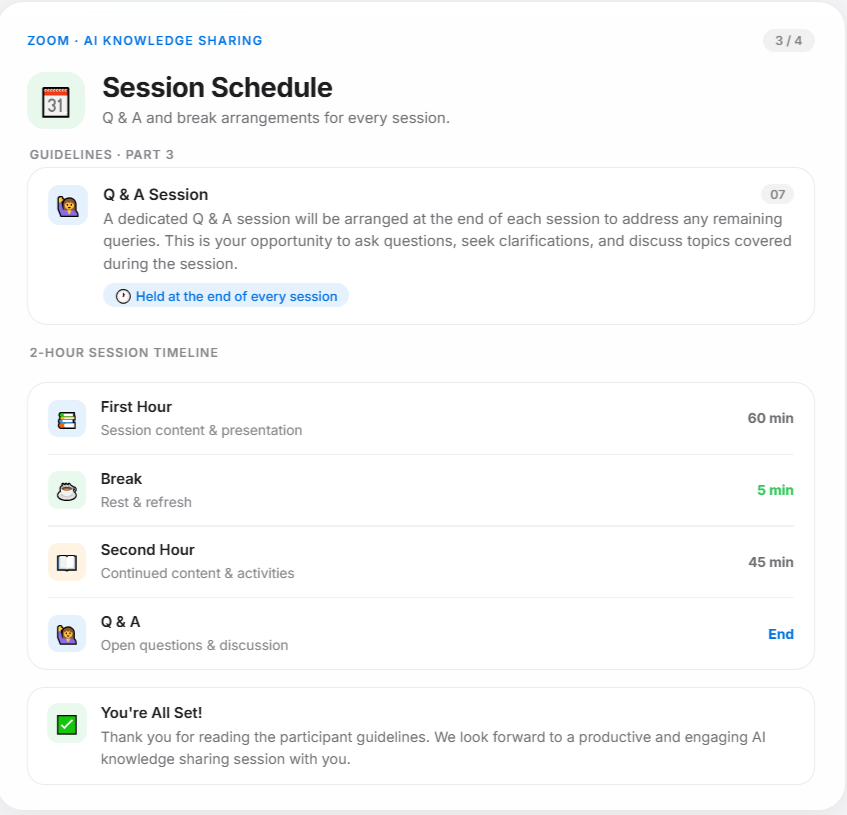 ZOOM · AI KNOWLEDGE SHARING
3 / 4
31
Session Schedule
Q & A and break arrangements for every session.
GUIDELINES · PART 3
Q & A Session
07
A dedicated Q & A session will be arranged at the end of each session to address any remaining
queries. This is your opportunity to ask questions, seek clarifications, and discuss topics covered
during the session.
Held at the end of every session
2-HOUR SESSION TIMELINE
First Hour
Session content & presentation
60 min
Break
Rest & refresh
5 min
Second Hour
Continued content & activities
45 min
Q & A
Open questions & discussion
End
You're All Set!
Thank you for reading the participant guidelines. We look forward to a productive and engaging AI
knowledge sharing session with you.